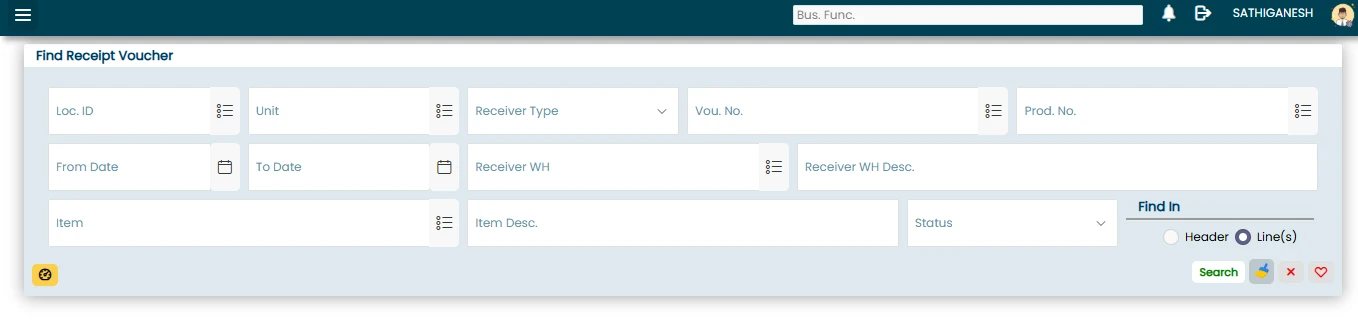 Bus. Func. SATHIGANESH
Find Receipt Voucher
Loc. ID Unit Receiver Type Vou. No. Prod. No.
From Date To Date Receiver WH Receiver WH Desc.
Item Item Desc. Status Find In
Header Line(s)
Search